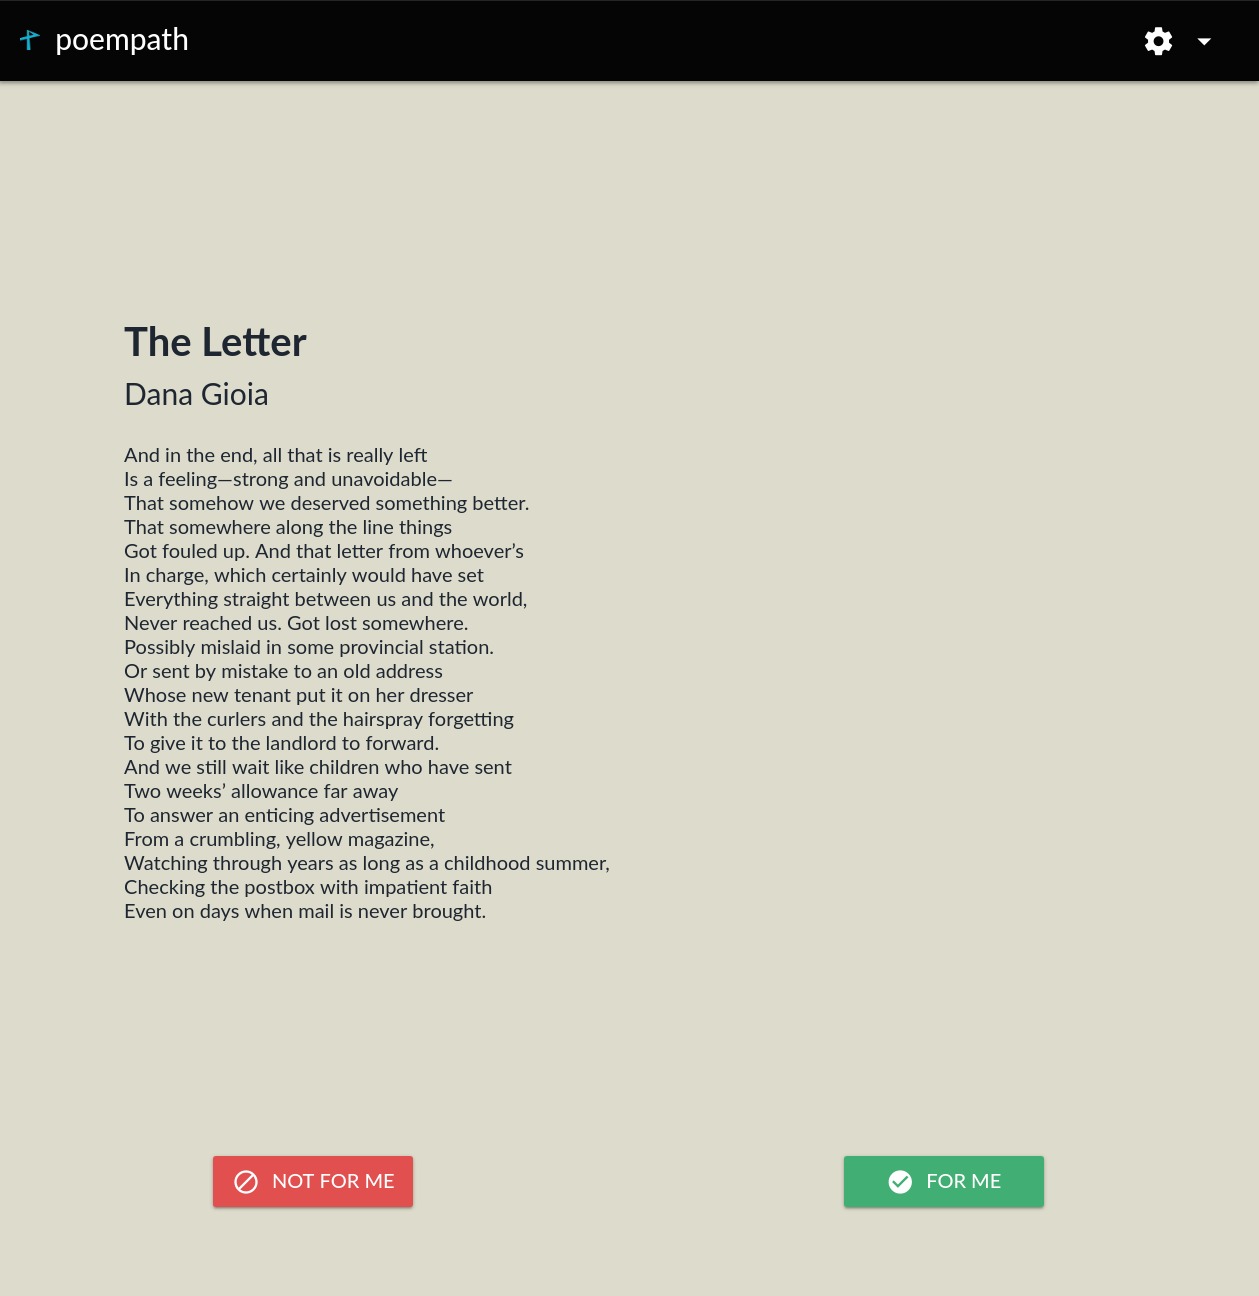 poempath
The Letter
Dana Gioia
And in the end, all that is really left
Is a feeling—strong and unavoidable—
That somehow we deserved something better.
That somewhere along the line things
Got fouled up. And that letter from whoever’s
In charge, which certainly would have set
Everything straight between us and the world,
Never reached us. Got lost somewhere.
Possibly mislaid in some provincial station.
Or sent by mistake to an old address
Whose new tenant put it on her dresser
With the curlers and the hairspray forgetting
To give it to the landlord to forward.
And we still wait like children who have sent
Two weeks’ allowance far away
To answer an enticing advertisement
From a crumbling, yellow magazine,
Watching through years as long as a childhood summer,
Checking the postbox with impatient faith
Even on days when mail is never brought.
NOT FOR ME
FOR ME